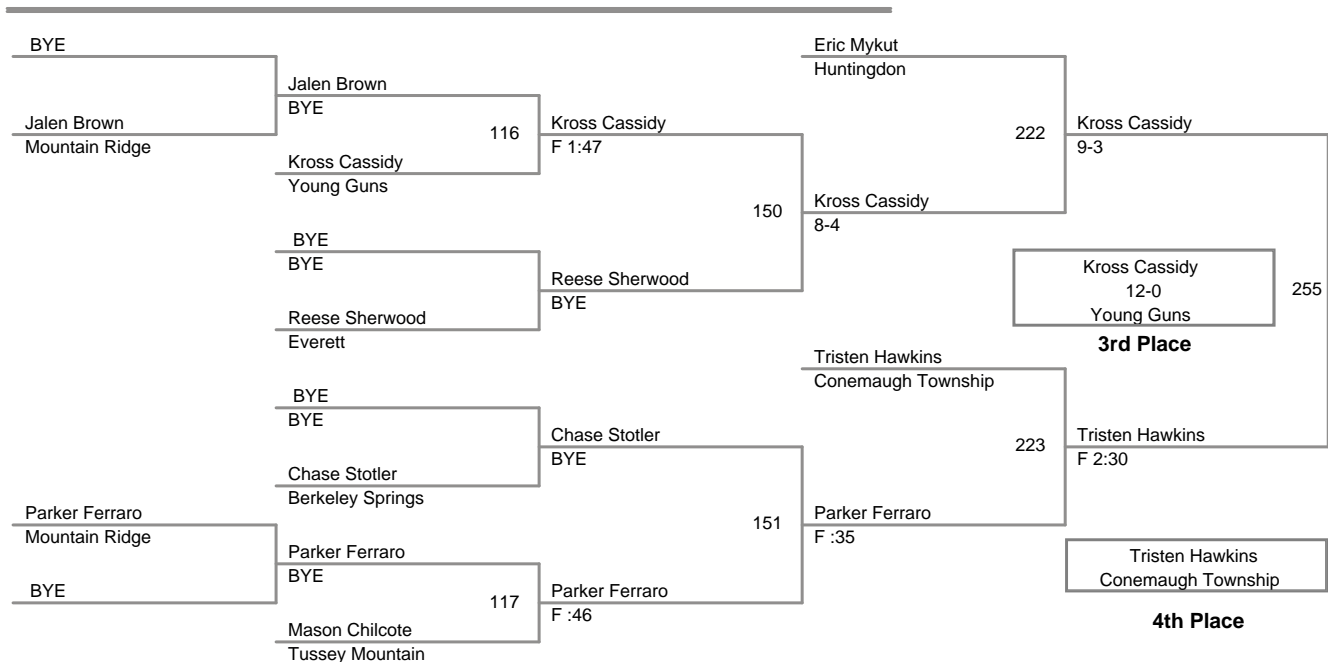 BYE
Jalen Brown
Mountain Ridge
Jalen Brown
BYE
Kross Cassidy
Young Guns
116
Kross Cassidy
F 1:47
BYE
BYE
Reese Sherwood
Everett
Reese Sherwood
BYE
150
Kross Cassidy
8-4
Eric Mykut
Huntingdon
222
Kross Cassidy
9-3
Kross Cassidy
12-0
Young Guns
3rd Place
255
BYE
BYE
Chase Stotler
Berkeley Springs
Chase Stotler
BYE
Parker Ferraro
Mountain Ridge
BYE
Parker Ferraro
BYE
Mason Chilcote
Tussey Mountain
117
Parker Ferraro
F :46
151
Parker Ferraro
F :35
Tristen Hawkins
Conemaugh Township
223
Tristen Hawkins
F 2:30
Tristen Hawkins
Conemaugh Township
4th Place